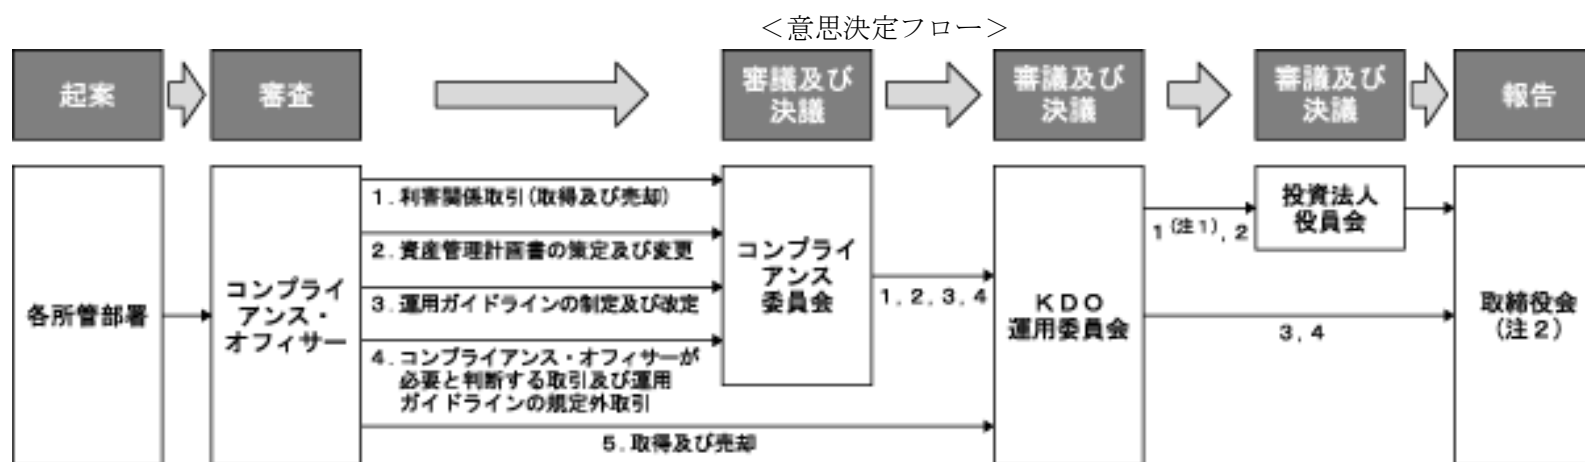 ＜意思決定フロー＞
起案
審査
審議及び
決議
審議及び
決議
審議及び
決議
報告
各所管部署
コンプライ
アンス・
オフィサー
1. 利害関係取引(取得及び売却)
2. 資産管理計画書の策定及び変更
3. 運用ガイドラインの制定及び改定
4. コンプライアンス・オフィサーが
必要と判断する取引及び運用
ガイドラインの規定外取引
5. 取得及び売却
コンプライ
アンス
委員会
1, 2, 3, 4
ＫＤＯ
運用委員会
1(注1), 2
3, 4
投資法人
役員会
取締役会
(注2)